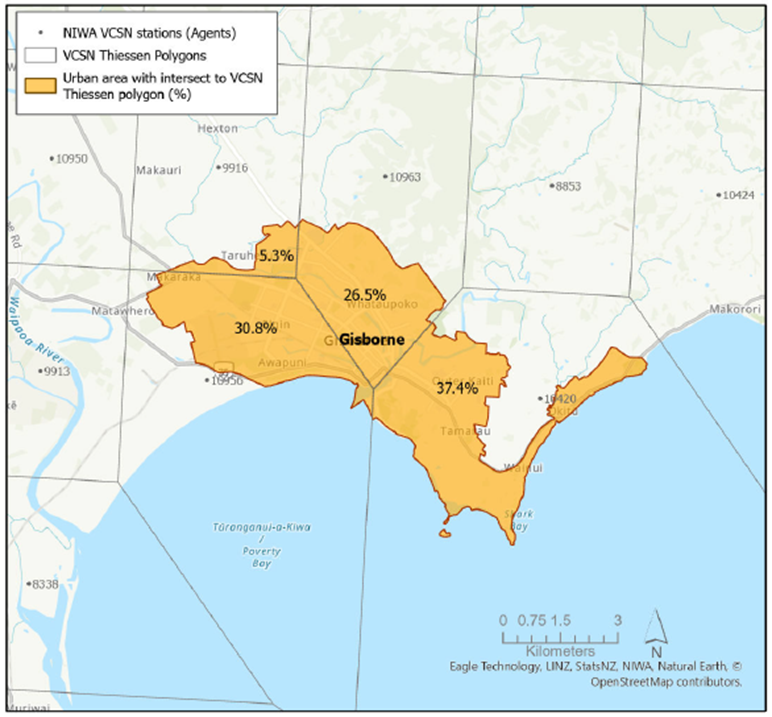 NIWA VCSN stations (Agents)
VCSN Thiessen Polygons
Urban area with intersect to VCSN
Thiessen polygon (%)
Hexton
10950
Makauri
9916
10963
8853
10424
5.3%
Makaraka
26.5%
Whataupoko
Matawhero
30.8%
Gisborne
Makorori
Waipaoa River
Awapuni
9913
10956
37.4%
Kaiti
10420
Okitu
Tamarau
Wainui
Shark
Bay
Tūranganui-a-Kiwa
/
Poverty
Bay
8338
0 0.75 1.5 3
Kilometers
N
Eagle Technology, LINZ, StatsNZ, NIWA, Natural Earth, ©
OpenStreetMap contributors.